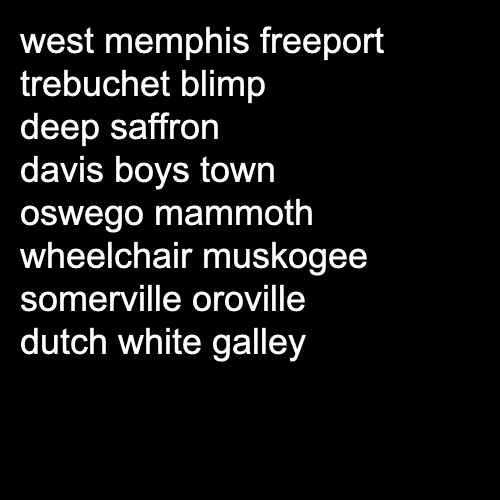 west memphis freeport
trebuchet blimp
deep saffron
davis boys town
oswego mammoth
wheelchair muskogee
somerville oroville
dutch white galley